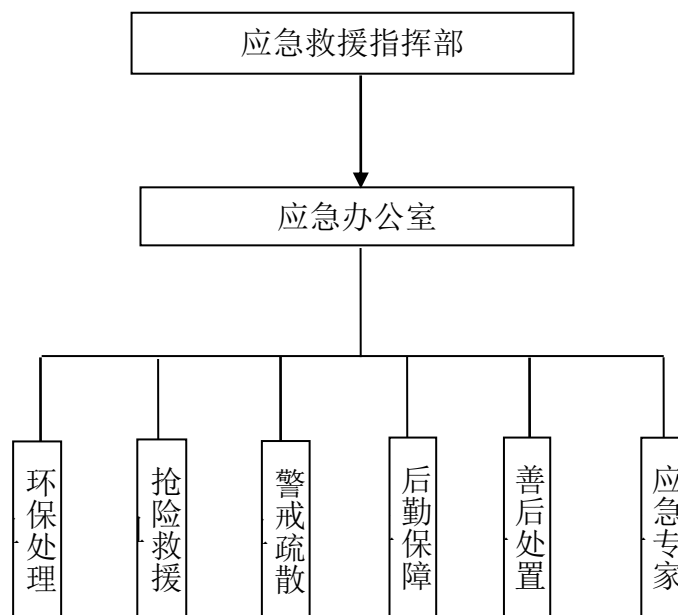 应急救援指挥部
应急办公室
环保处理
抢险救援
警戒疏散
后勤保障
善后处置
应急专家